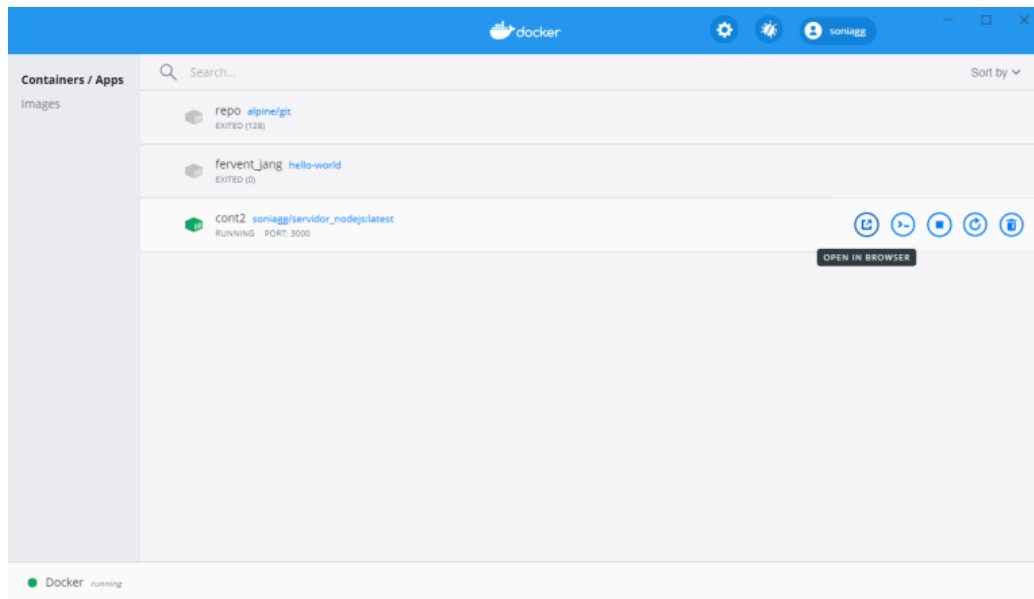 docker
soniagg
Containers / Apps
Images
Search...
Sort by
repo alpine/git
EXITED (128)
fervent_jang hello-world
EXITED (0)
cont2 soniagg/servidor_nodejs:latest
RUNNING PORT: 3000
OPEN IN BROWSER
Docker running